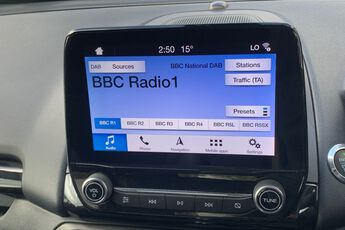 2:50 15° LO
DAB Sources BBC National DAB Stations
BBC Radio1
Traffic (TA)
Presets
BBC R1 BBC R2 BBC R3 BBC R4 BBC R5L BBC R5SX
Audio Phone Navigation Mobile apps Settings
VOL TUNE